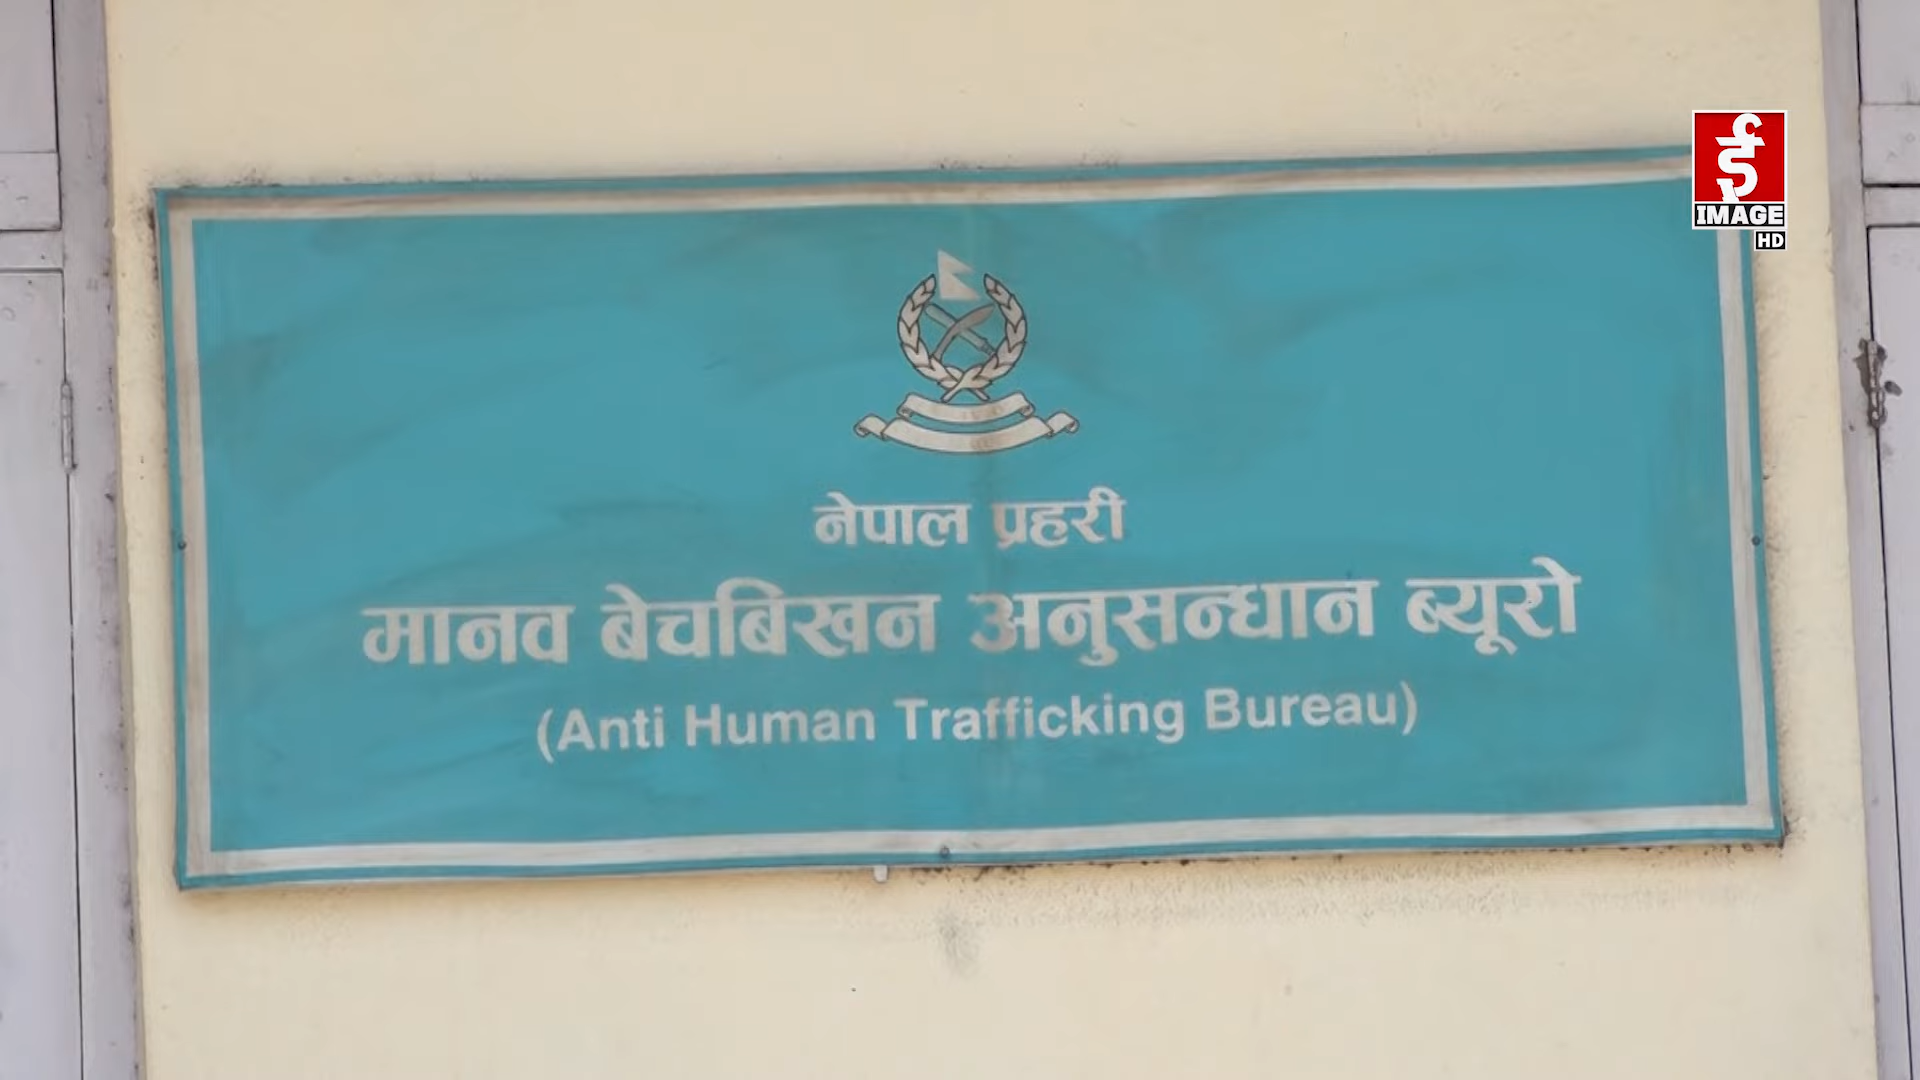 नेपाल प्रहरी
मानव बेचबिखन अनुसन्धान ब्यूरो
(Anti Human Trafficking Bureau)
IMAGE
HD